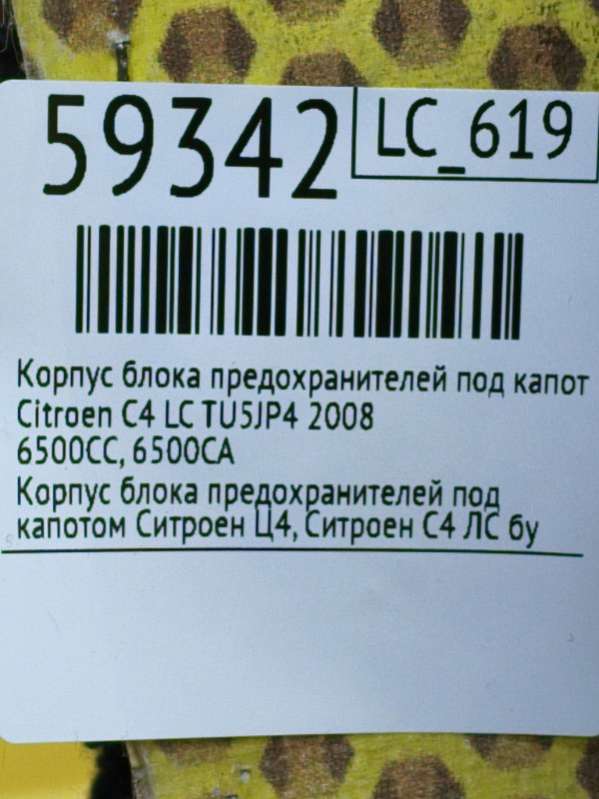 59342
LC_619
Корпус блока предохранителей под капот
Citroen C4 LC TU5JP4 2008
6500CC, 6500CA
Корпус блока предохранителей под
капотом Ситроен Ц4, Ситроен С4 ЛС бу